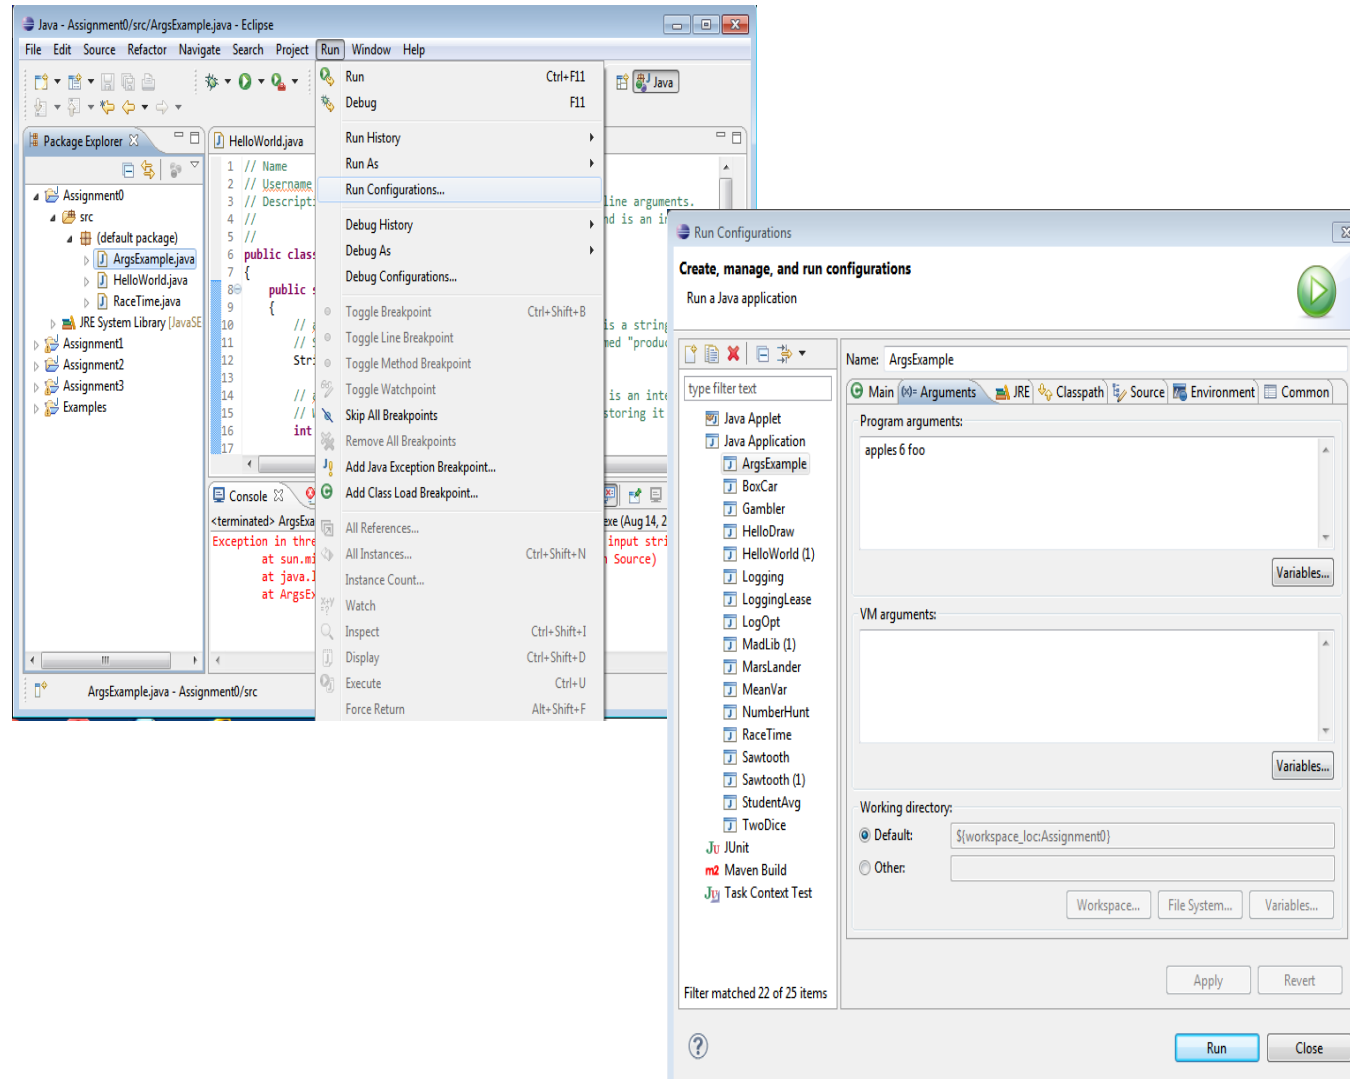 Java - Assignment0/src/ArgsExample.java - Eclipse
File Edit Source Refactor Navigate Search Project Run Window Help
Java
Package Explorer
Assignment0
src
(default package)
ArgsExample.java
HelloWorld.java
RaceTime.java
JRE System Library [JavaSE
Assignment1
Assignment2
Assignment3
Examples
HelloWorld.java
1 // Name
2 // Username
3 // Descripti line arguments.
4 // nd is an in
5 //
6 public class
7 {
8 public s
9 {
10 // is a string
11 // med "produc
12 Stri
13
14 // is an inte
15 // storing it
16 int
17
Console
<terminated> ArgsExa exe (Aug 14, 2
Exception in thre input stri
at sun.mi Source)
at java.l
at ArgsEx
ArgsExample.java - Assignment0/src
Run Ctrl+F11
Debug F11
Run History
Run As
Run Configurations...
Debug History
Debug As
Debug Configurations...
Toggle Breakpoint Ctrl+Shift+B
Toggle Line Breakpoint
Toggle Method Breakpoint
Toggle Watchpoint
Skip All Breakpoints
Remove All Breakpoints
Add Java Exception Breakpoint...
Add Class Load Breakpoint...
All References...
All Instances... Ctrl+Shift+N
Instance Count...
Watch
Inspect Ctrl+Shift+I
Display Ctrl+Shift+D
Execute Ctrl+U
Force Return Alt+Shift+F
Run Configurations
Create, manage, and run configurations
Run a Java application
type filter text
Java Applet
Java Application
ArgsExample
BoxCar
Gambler
HelloDraw
HelloWorld (1)
Logging
LoggingLease
LogOpt
MadLib (1)
MarsLander
MeanVar
NumberHunt
RaceTime
Sawtooth
Sawtooth (1)
StudentAvg
TwoDice
JUnit
Maven Build
Task Context Test
Filter matched 22 of 25 items
Name: ArgsExample
Main (x)= Arguments JRE Classpath Source Environment Common
Program arguments:
apples 6 foo
Variables...
VM arguments:
Variables...
Working directory:
Default: ${workspace_loc:Assignment0}
Other:
Workspace... File System... Variables...
Apply Revert
Run Close